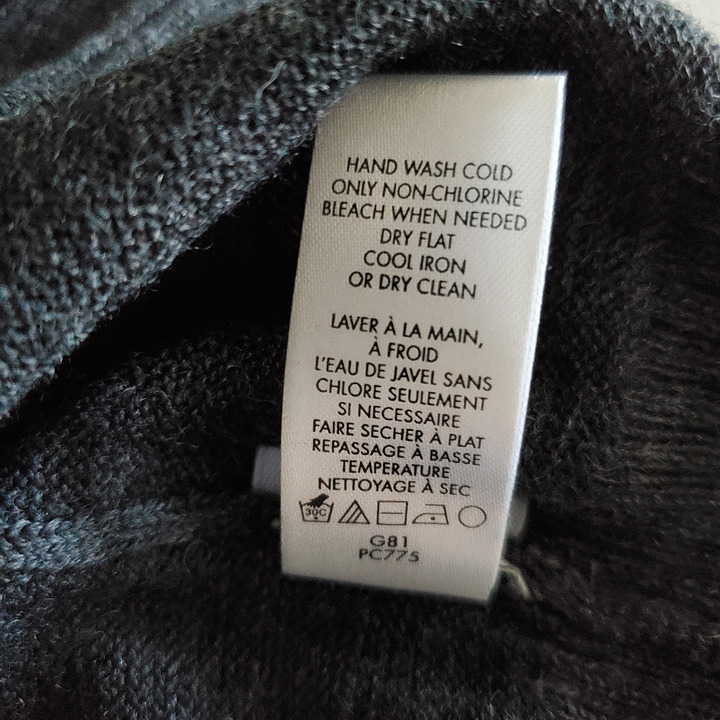 HAND WASH COLD
ONLY NON-CHLORINE
BLEACH WHEN NEEDED
DRY FLAT
COOL IRON
OR DRY CLEAN
LAVER À LA MAIN,
À FROID
L'EAU DE JAVEL SANS
CHLORE SEULEMENT
SI NECESSAIRE
FAIRE SECHER À PLAT
REPASSAGE À BASSE
TEMPERATURE
NETTOYAGE À SEC
30C
G81
PC775